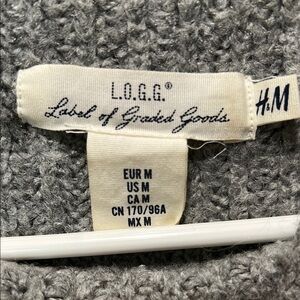 L.O.G.G.®
Label of Graded Goods
H&M
EUR M
US M
CA M
CN 170/96A
MX M